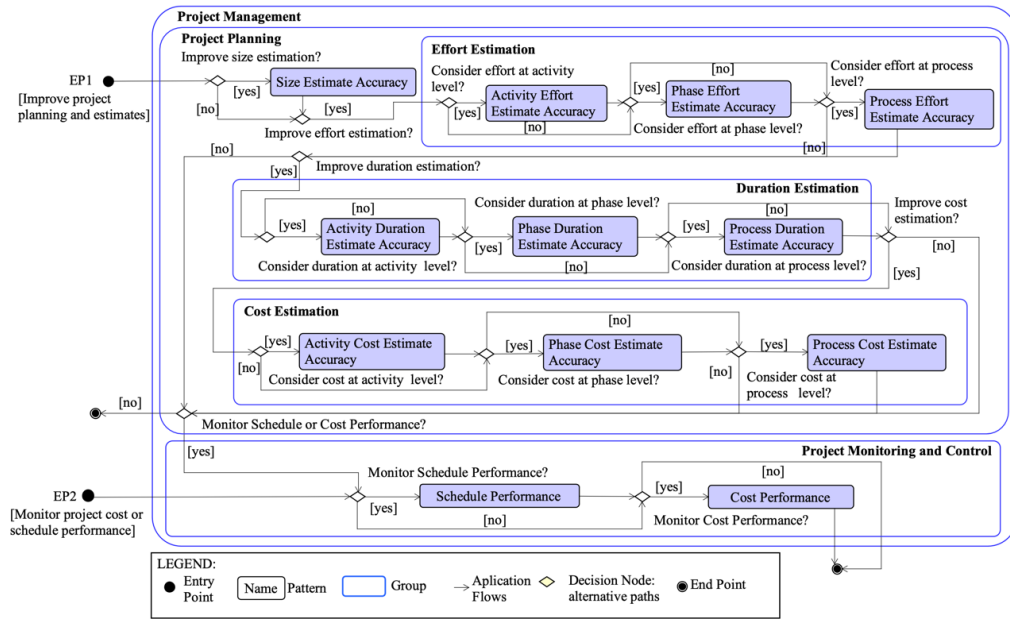 Project Management
Project Planning
Improve size estimation?
EP1
[Improve project
planning and estimates]
[yes]
Size Estimate Accuracy
[no]
[yes]
Improve effort estimation?
Effort Estimation
Consider effort at activity
level?
[yes]
Activity Effort
Estimate Accuracy
[no]
[no]
[yes]
Phase Effort
Estimate Accuracy
Consider effort at phase level?
Consider effort at process
level?
[yes]
Process Effort
Estimate Accuracy
[no]
[no]
Improve duration estimation?
[yes]
Duration Estimation
Consider duration at phase level?
Improve cost
estimation?
[no]
[yes]
Activity Duration
Estimate Accuracy
Consider duration at activity level?
[yes]
Phase Duration
Estimate Accuracy
[no]
[no]
[yes]
Process Duration
Estimate Accuracy
Consider duration at process level?
[no]
[yes]
Cost Estimation
[yes]
Activity Cost Estimate
Accuracy
[no]
Consider cost at activity level?
[no]
[yes]
Phase Cost Estimate
Accuracy
Consider cost at phase level?
[yes]
Process Cost Estimate
Accuracy
[no]
Consider cost at
process level?
[no]
Monitor Schedule or Cost Performance?
[yes]
Project Monitoring and Control
Monitor Schedule Performance?
EP2
[Monitor project cost or
schedule performance]
[yes]
Schedule Performance
[no]
[no]
[yes]
Cost Performance
Monitor Cost Performance?
LEGEND:
Entry
Point
Name
Pattern
Group
Aplication
Flows
Decision Node:
alternative paths
End Point